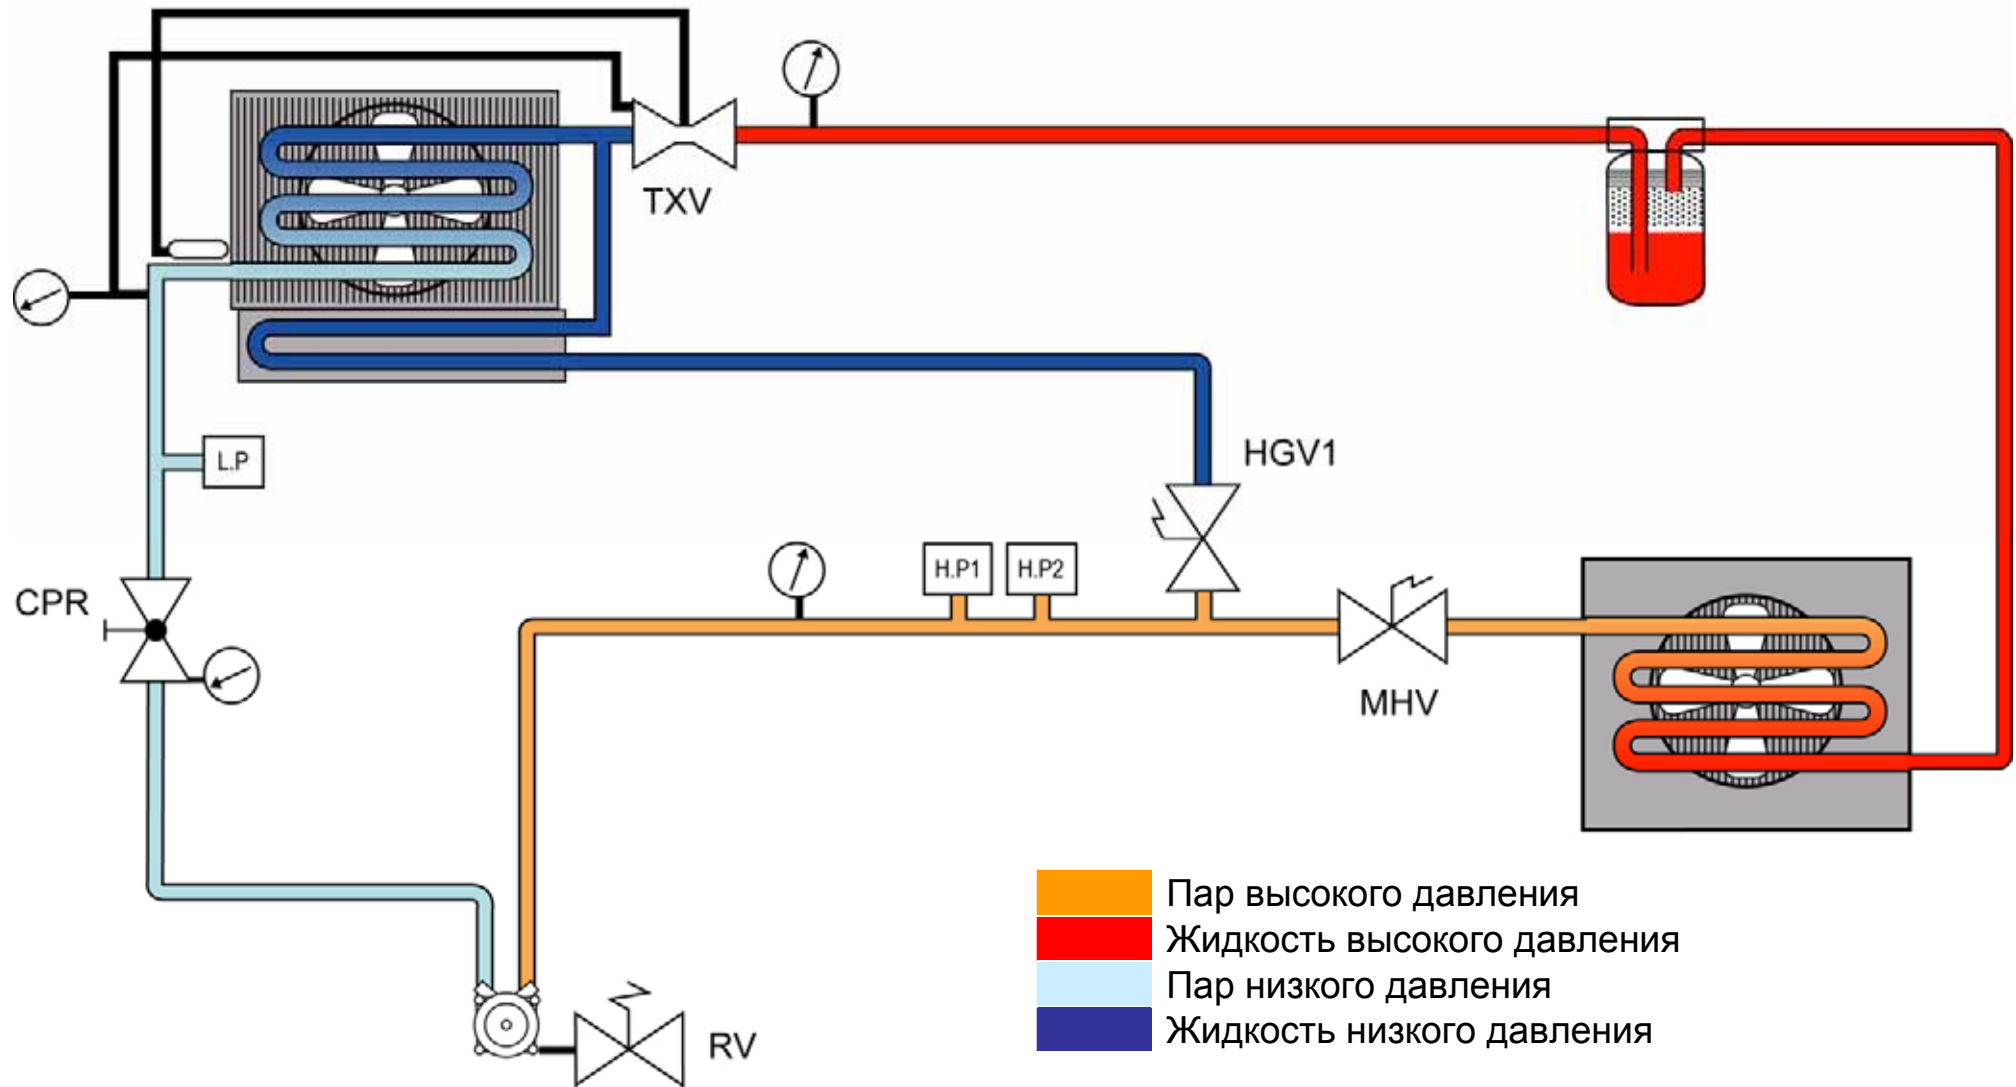 TXV
L.P
HGV1
H.P1
H.P2
CPR
MHV
Пар высокого давления
Жидкость высокого давления
Пар низкого давления
Жидкость низкого давления
RV